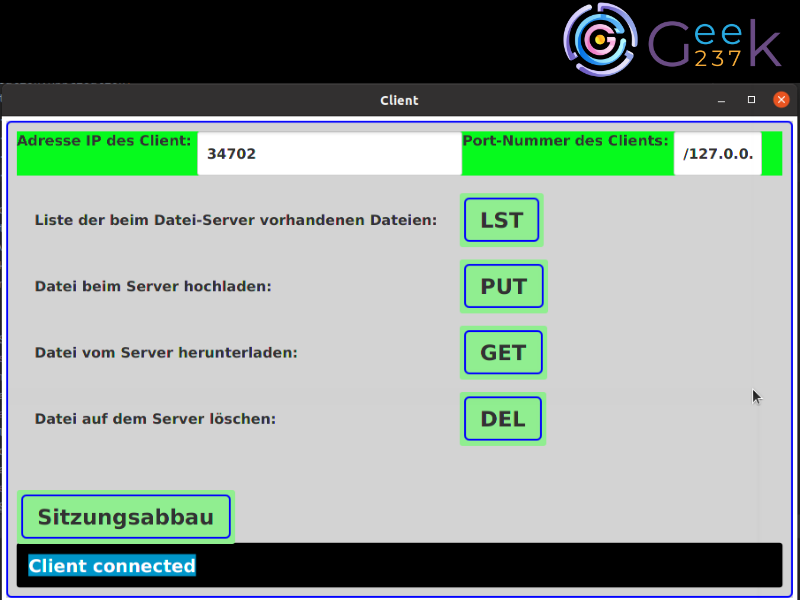 Geek
237
Client
Adresse IP des Client: 34702 Port-Nummer des Clients: /127.0.0.
Liste der beim Datei-Server vorhandenen Dateien: LST
Datei beim Server hochladen: PUT
Datei vom Server herunterladen: GET
Datei auf dem Server löschen: DEL
Sitzungsabbau
Client connected